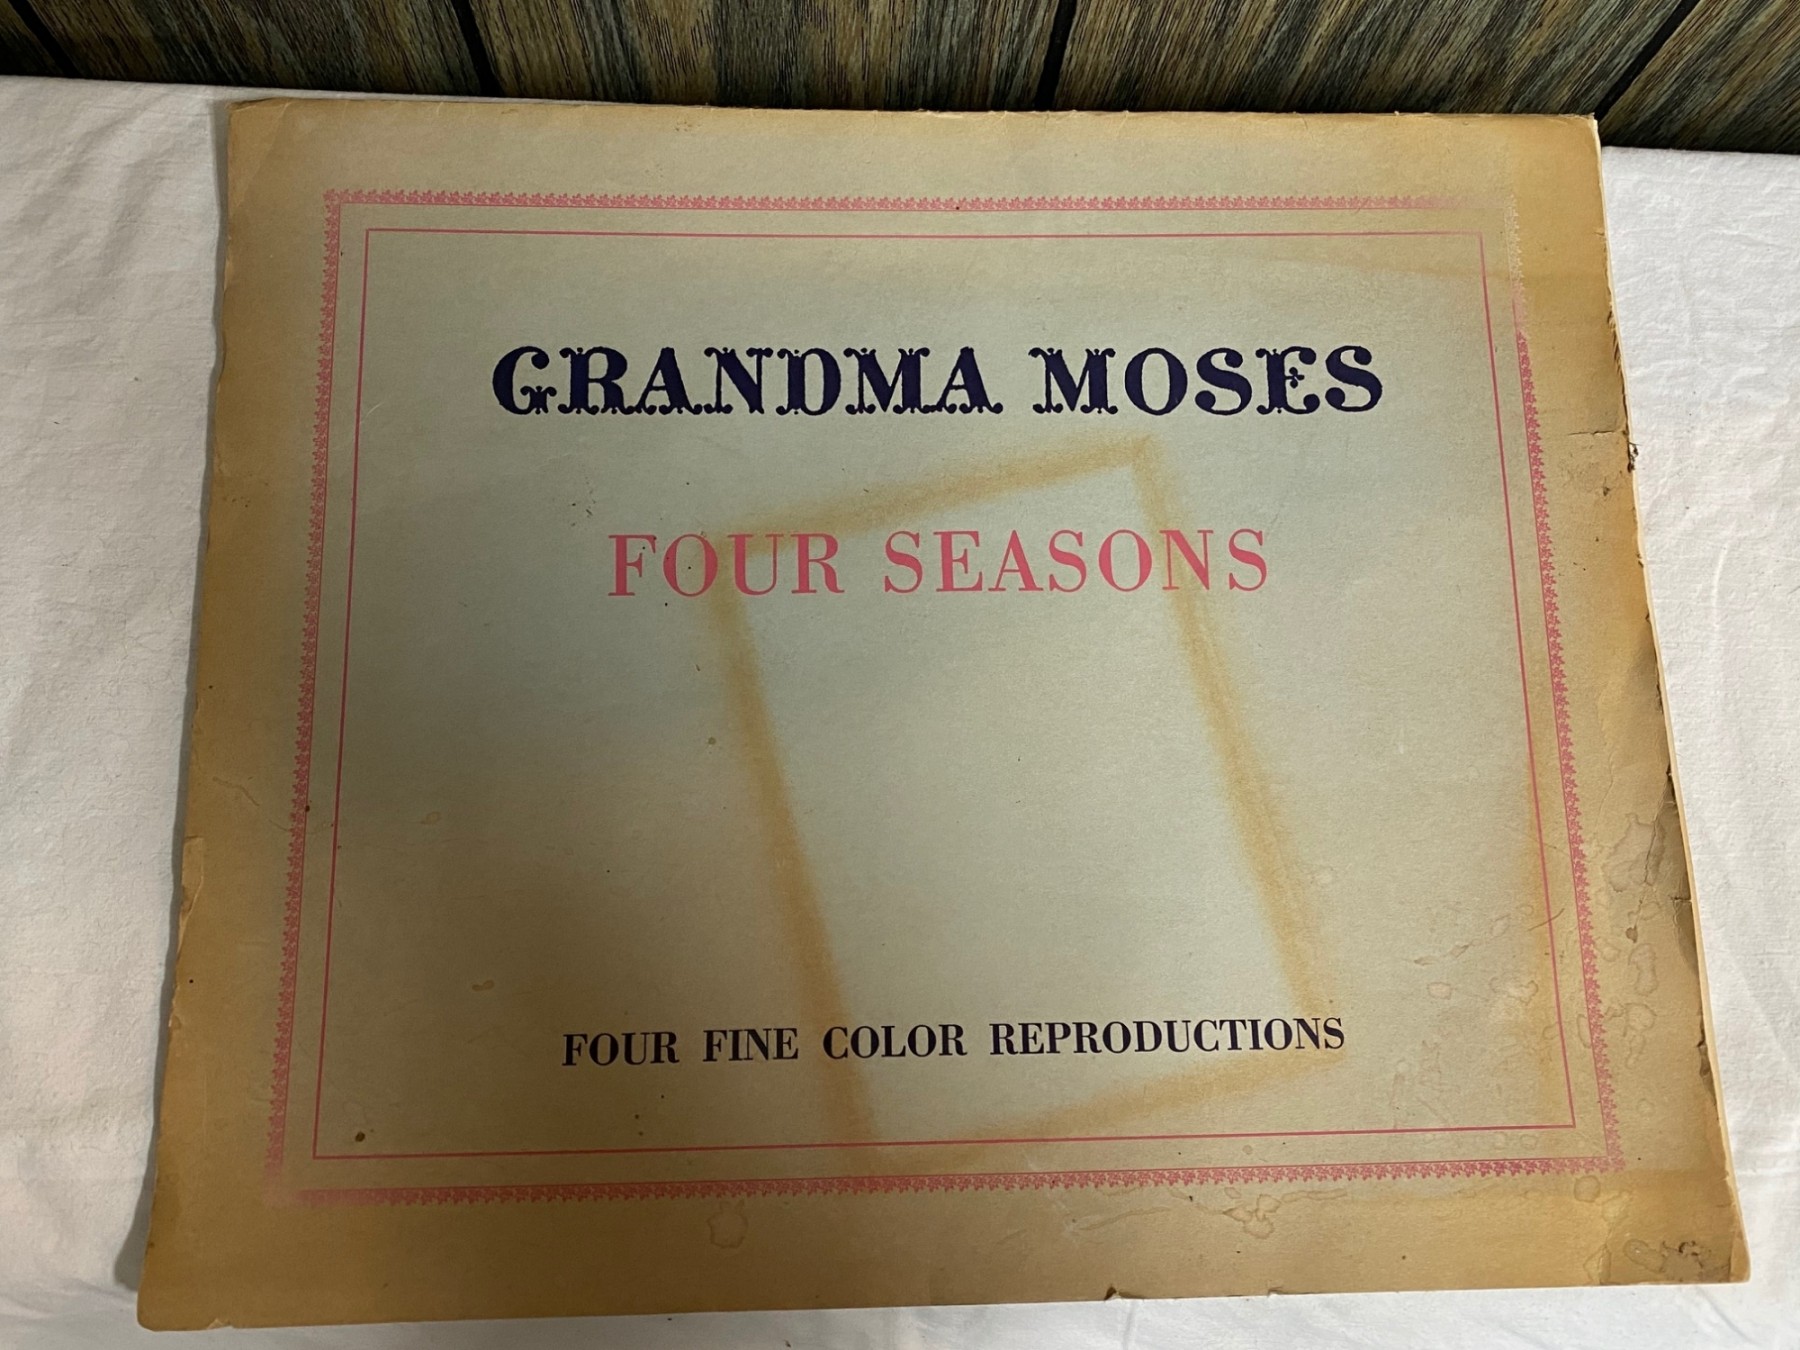 GRANDMA MOSES
FOUR SEASONS
FOUR FINE COLOR REPRODUCTIONS